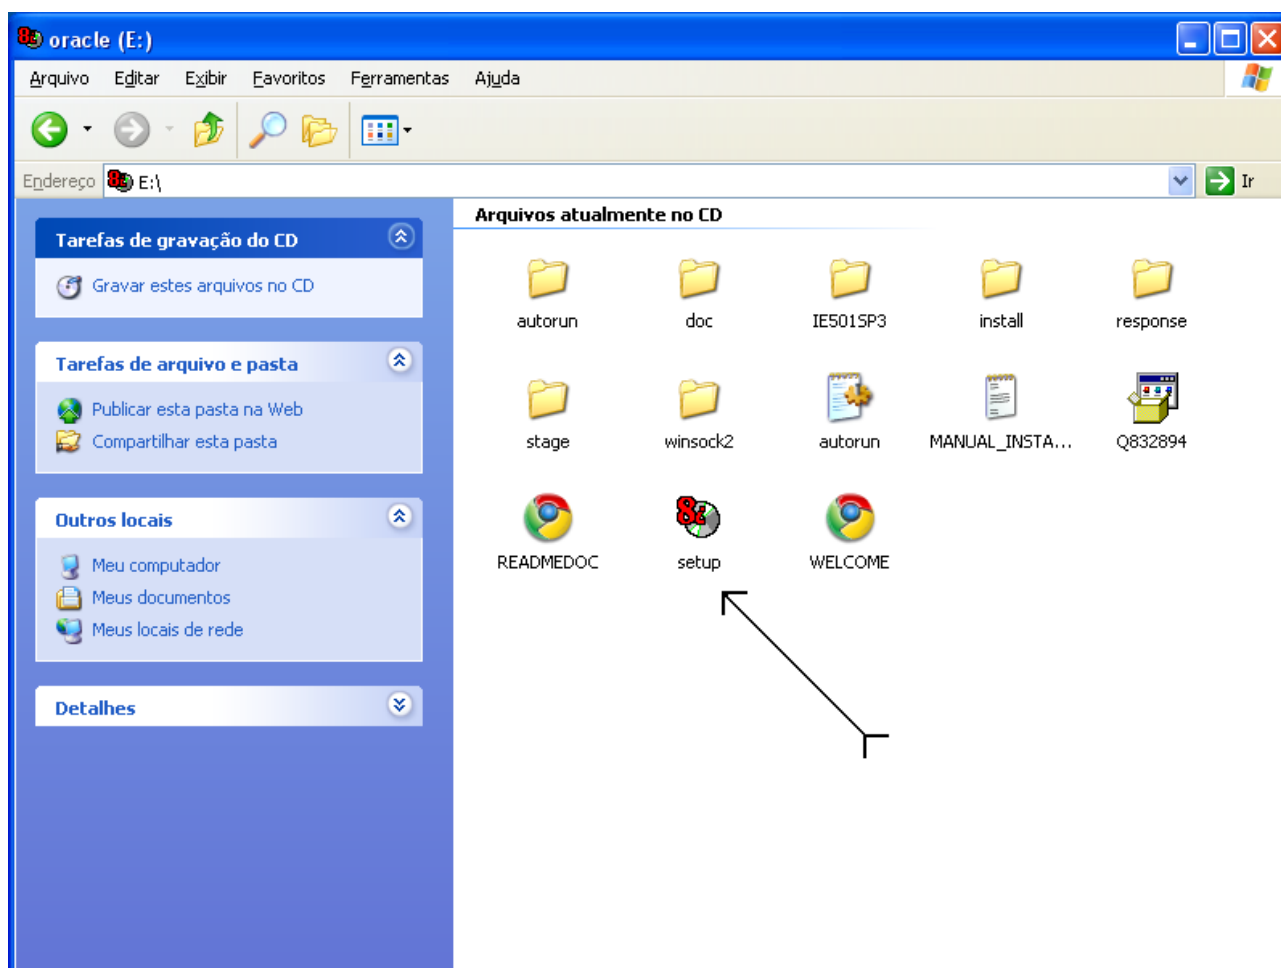 oracle (E:)
Arquivo Editar Exibir Favoritos Ferramentas Ajuda
Endereço E:\ Ir
Tarefas de gravação do CD
Gravar estes arquivos no CD
Tarefas de arquivo e pasta
Publicar esta pasta na Web
Compartilhar esta pasta
Outros locais
Meu computador
Meus documentos
Meus locais de rede
Detalhes
Arquivos atualmente no CD
autorun doc IE501SP3 install response
stage winsock2 autorun MANUAL_INSTA... Q832894
READMEDOC setup WELCOME